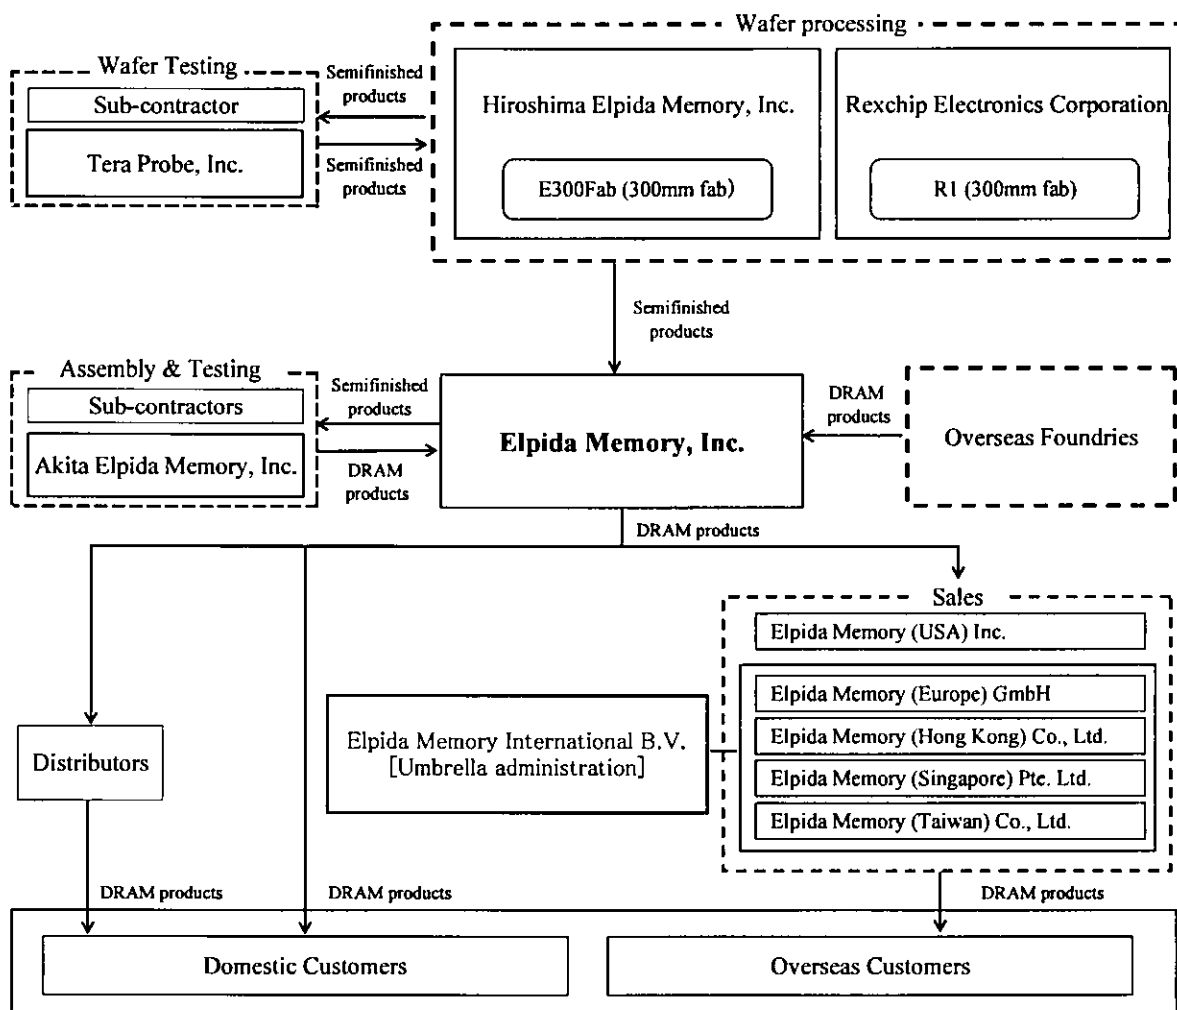 Wafer processing
Wafer Testing
Sub-contractor
Tera Probe, Inc.
Semifinished
products
Semifinished
products
Hiroshima Elpida Memory, Inc.
E300Fab (300mm fab)
Rexchip Electronics Corporation
R1 (300mm fab)
Semifinished
products
Assembly & Testing
Sub-contractors
Akita Elpida Memory, Inc.
Semifinished
products
DRAM
products
Elpida Memory, Inc.
DRAM
products
Overseas Foundries
DRAM products
Sales
Elpida Memory (USA) Inc.
Elpida Memory (Europe) GmbH
Elpida Memory (Hong Kong) Co., Ltd.
Elpida Memory (Singapore) Pte. Ltd.
Elpida Memory (Taiwan) Co., Ltd.
Elpida Memory International B.V.
[Umbrella administration]
Distributors
DRAM products
DRAM products
DRAM products
Domestic Customers
Overseas Customers